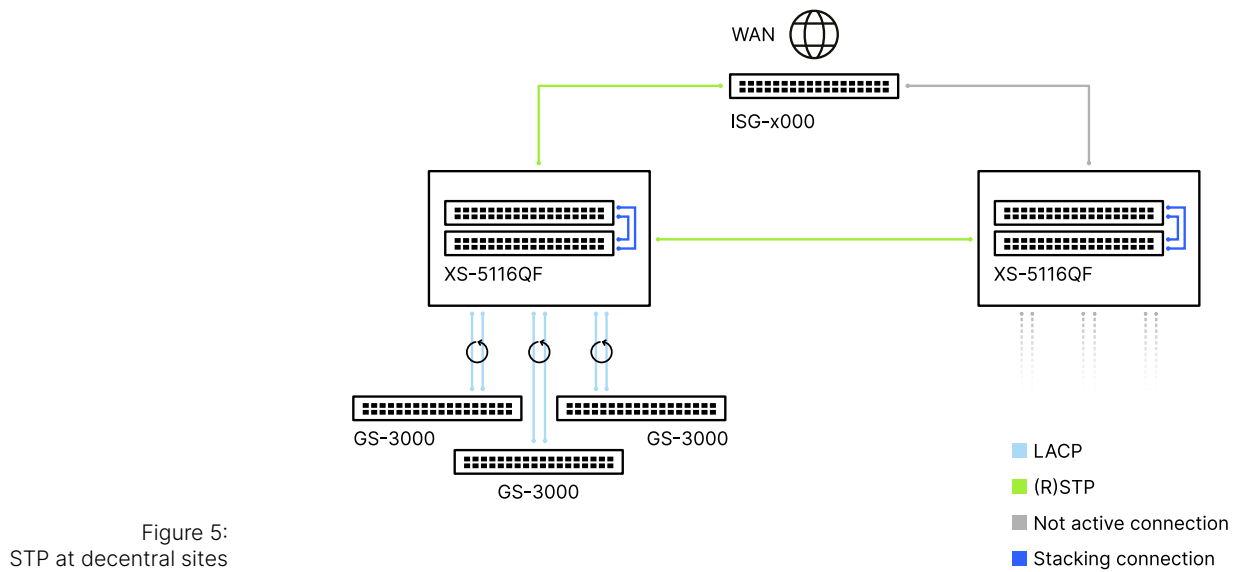 WAN
ISG-x000
XS-5116QF
XS-5116QF
GS-3000
GS-3000
GS-3000
LACP
(R)STP
Not active connection
Stacking connection
Figure 5:
STP at decentral sites